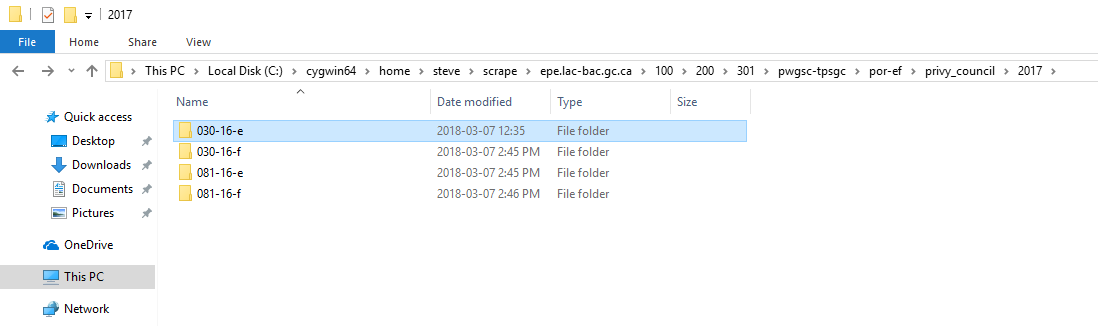 2017
File Home Share View
This PC Local Disk (C:) cygwin64 home steve scrape epe.lac-bac.gc.ca 100 200 301 pwgsc-tpsgc por-ef privy_council 2017
Name Date modified Type Size
Quick access
Desktop
Downloads
Documents
Pictures
OneDrive
This PC
Network
030-16-e 2018-03-07 12:35 File folder
030-16-f 2018-03-07 2:45 PM File folder
081-16-e 2018-03-07 2:45 PM File folder
081-16-f 2018-03-07 2:46 PM File folder